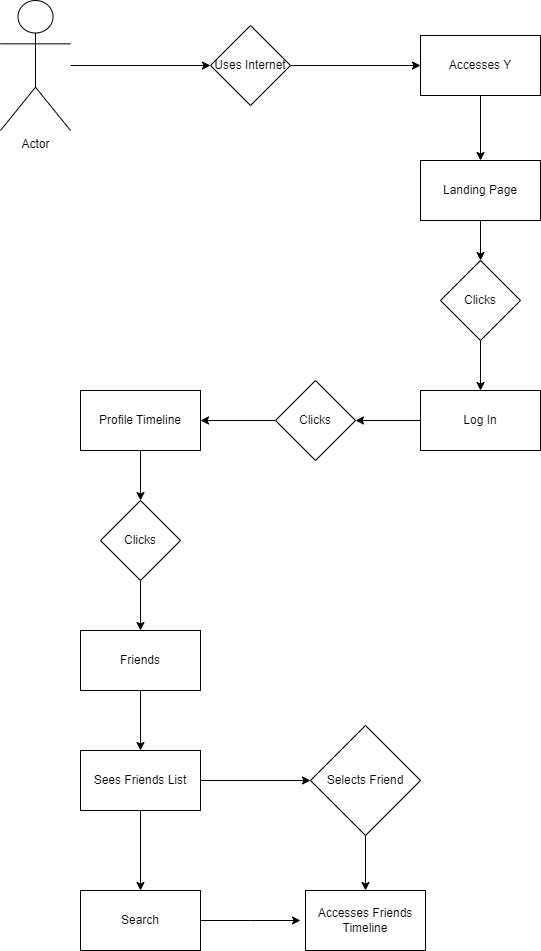 Uses Internet
Accesses Y
Actor
Landing Page
Clicks
Log In
Clicks
Profile Timeline
Clicks
Friends
Sees Friends List
Selects Friend
Search
Accesses Friends
Timeline